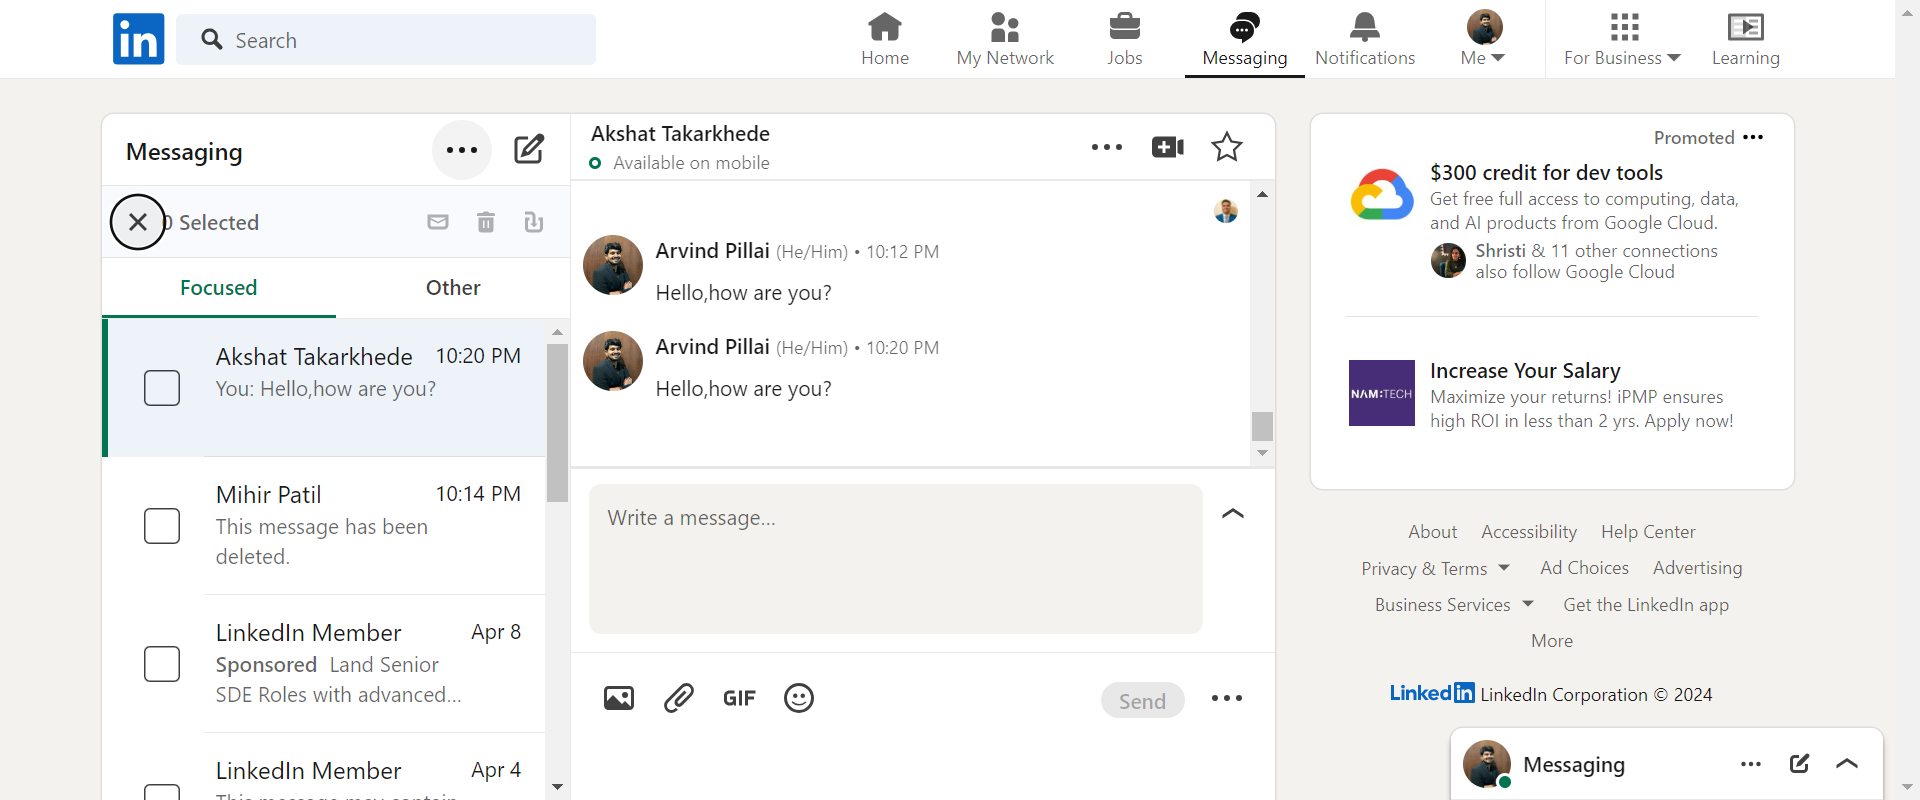 in
Search
Home
My Network
Jobs
Messaging
Notifications
Me
For Business
Learning
Messaging
0 Selected
Focused
Other
Akshat Takarkhede 10:20 PM
You: Hello,how are you?
Mihir Patil 10:14 PM
This message has been
deleted.
LinkedIn Member Apr 8
Sponsored Land Senior
SDE Roles with advanced...
LinkedIn Member Apr 4
This message may contain
Akshat Takarkhede
Available on mobile
Arvind Pillai (He/Him) • 10:12 PM
Hello,how are you?
Arvind Pillai (He/Him) • 10:20 PM
Hello,how are you?
Write a message...
GIF
Send
Promoted
$300 credit for dev tools
Get free full access to computing, data,
and AI products from Google Cloud.
Shristi & 11 other connections
also follow Google Cloud
NAM:TECH
Increase Your Salary
Maximize your returns! iPMP ensures
high ROI in less than 2 yrs. Apply now!
About Accessibility Help Center
Privacy & Terms Ad Choices Advertising
Business Services Get the LinkedIn app
More
LinkedIn LinkedIn Corporation © 2024
Messaging